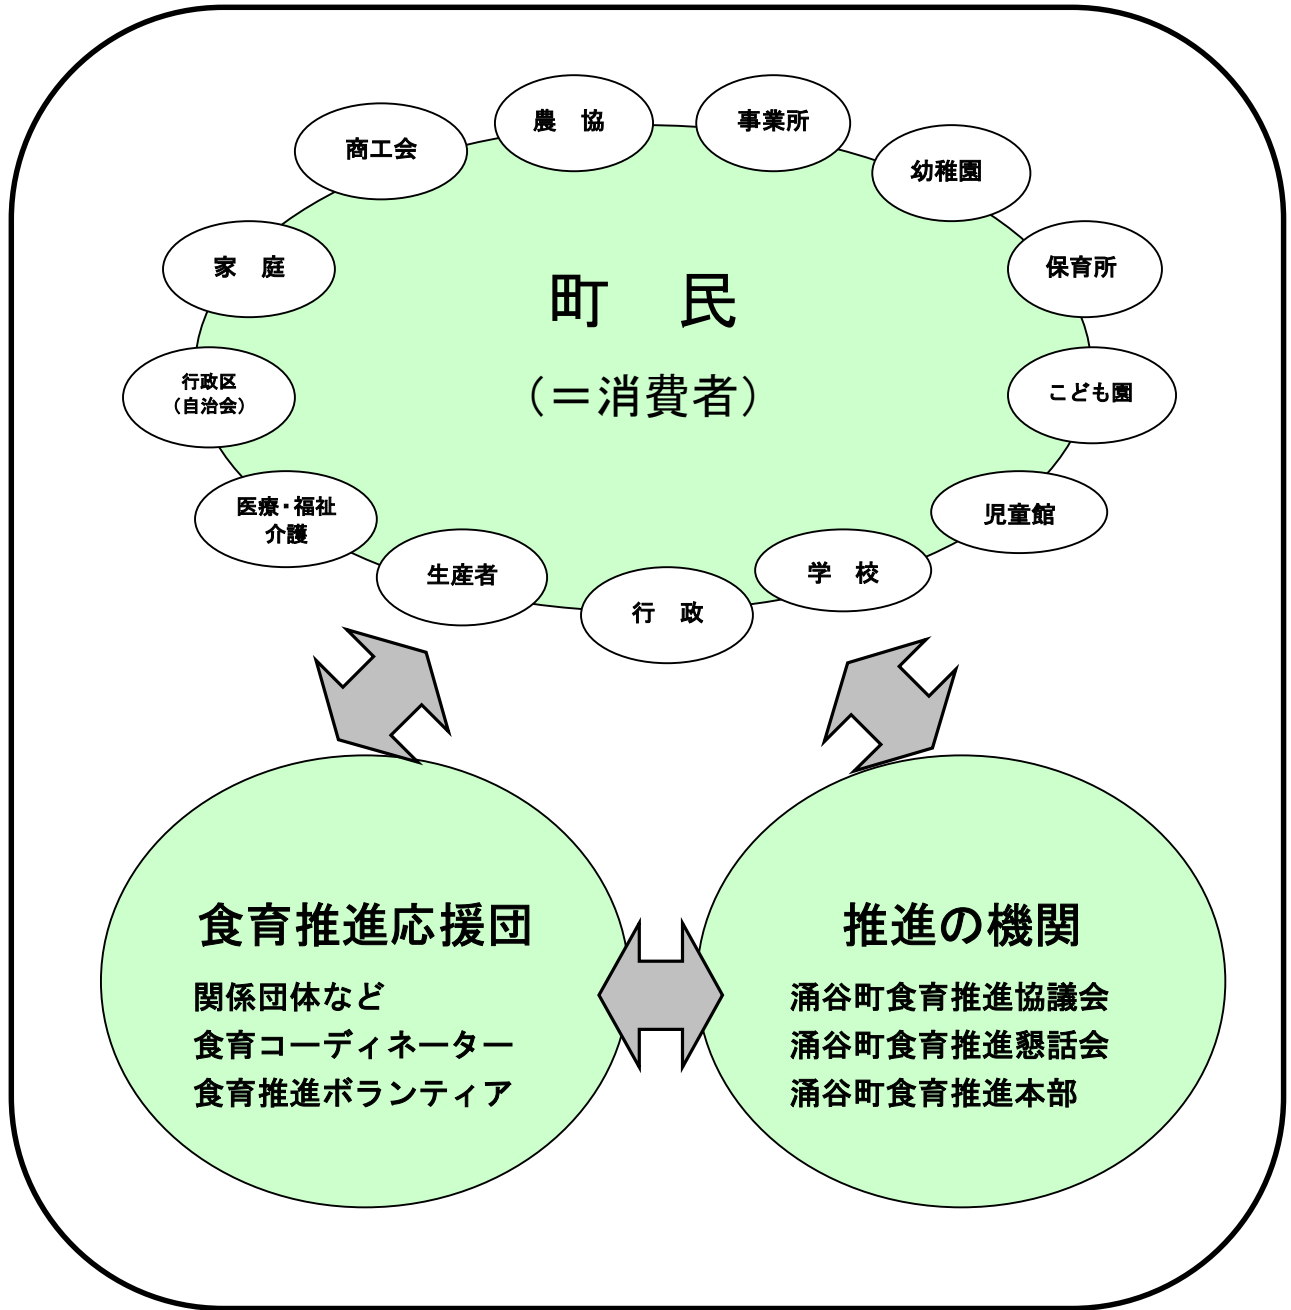 農　協
事業所
商工会
幼稚園
家　庭
保育所
町　民
（＝消費者）
行政区
（自治会）
こども園
医療・福祉
介護
児童館
生産者
学　校
行　政
食育推進応援団
関係団体など
食育コーディネーター
食育推進ボランティア
推進の機関
涌谷町食育推進協議会
涌谷町食育推進懇話会
涌谷町食育推進本部